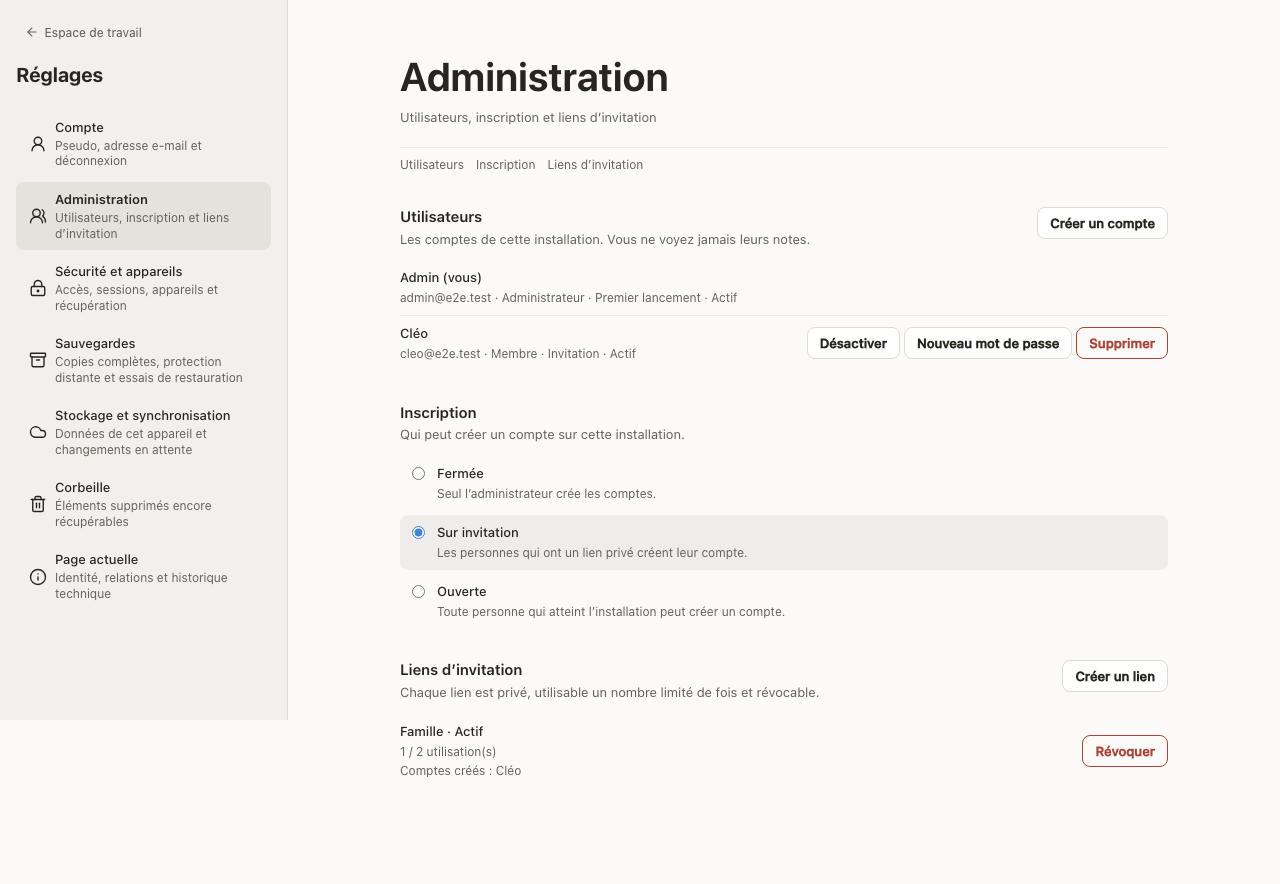 Espace de travail
Réglages
Compte
Pseudo, adresse e-mail et
déconnexion
Administration
Utilisateurs, inscription et liens
d’invitation
Sécurité et appareils
Accès, sessions, appareils et
récupération
Sauvegardes
Copies complètes, protection
distante et essais de restauration
Stockage et synchronisation
Données de cet appareil et
changements en attente
Corbeille
Éléments supprimés encore
récupérables
Page actuelle
Identité, relations et historique
technique
Administration
Utilisateurs, inscription et liens d’invitation
Utilisateurs Inscription Liens d’invitation
Utilisateurs
Créer un compte
Les comptes de cette installation. Vous ne voyez jamais leurs notes.
Admin (vous)
admin@e2e.test · Administrateur · Premier lancement · Actif
Cléo
cleo@e2e.test · Membre · Invitation · Actif
Désactiver Nouveau mot de passe Supprimer
Inscription
Qui peut créer un compte sur cette installation.
Fermée
Seul l’administrateur crée les comptes.
Sur invitation
Les personnes qui ont un lien privé créent leur compte.
Ouverte
Toute personne qui atteint l’installation peut créer un compte.
Liens d’invitation
Créer un lien
Chaque lien est privé, utilisable un nombre limité de fois et révocable.
Famille · Actif
1 / 2 utilisation(s)
Comptes créés : Cléo
Révoquer